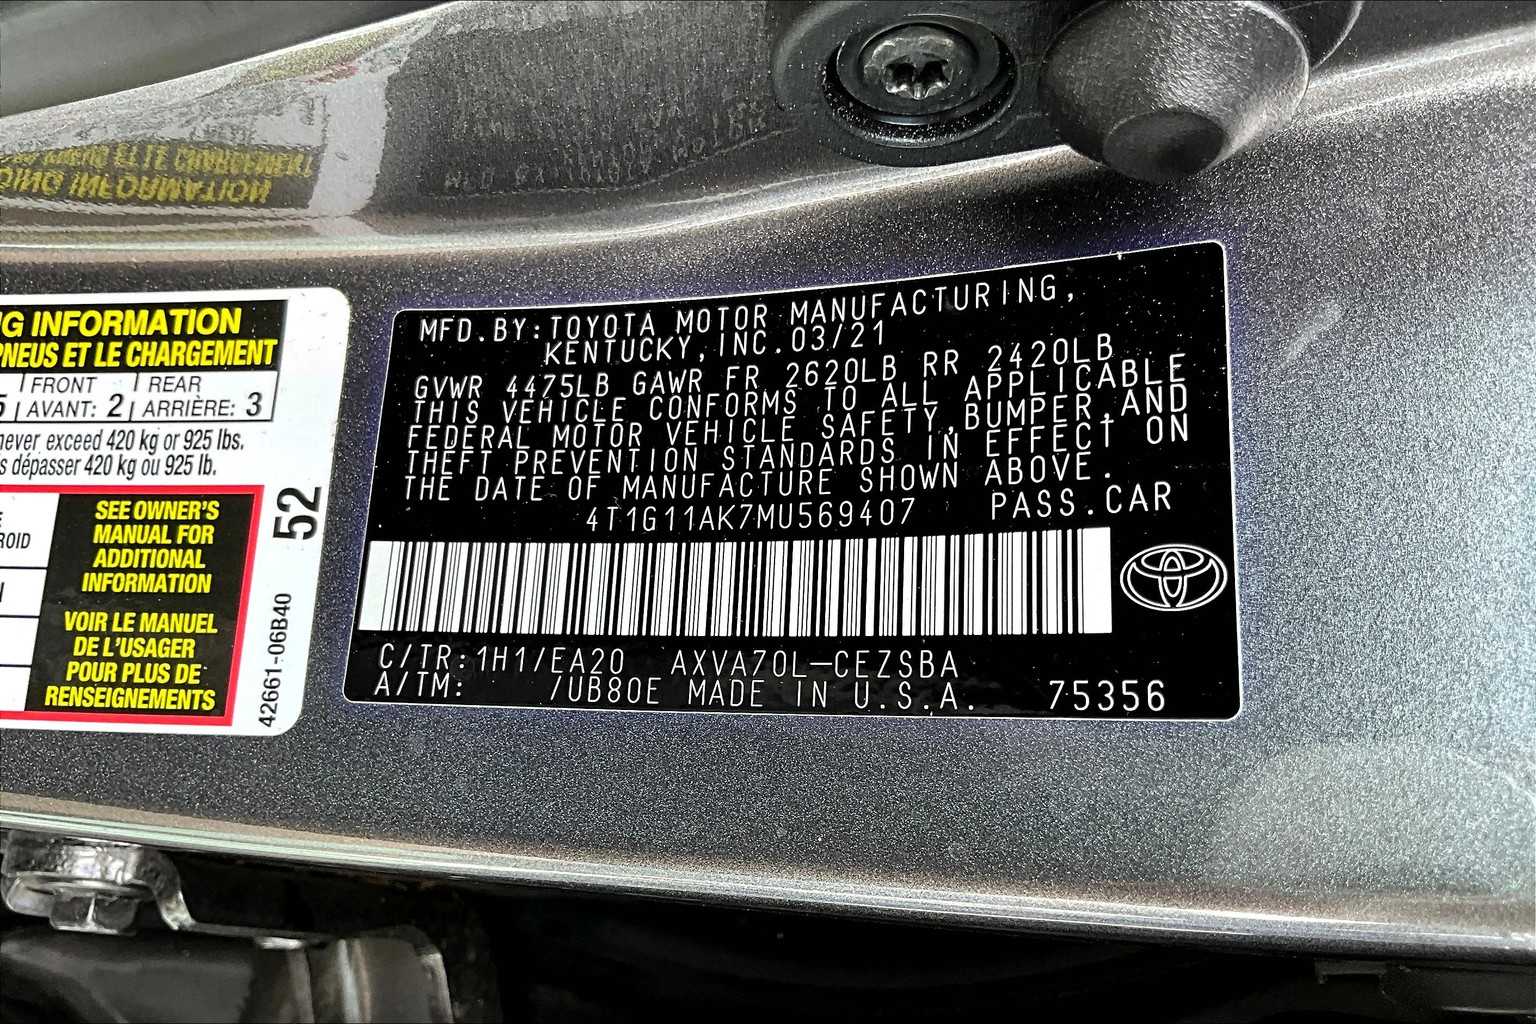 G INFORMATION
PNEUS ET LE CHARGEMENT
5 FRONT REAR
AVANT: 2 ARRIÈRE: 3
never exceed 420 kg or 925 lbs.
s dépasser 420 kg ou 925 lb.
SEE OWNER'S
MANUAL FOR
ADDITIONAL
INFORMATION
VOIR LE MANUEL
DE L'USAGER
POUR PLUS DE
RENSEIGNEMENTS
52
42661-06B40
MFD.BY:TOYOTA MOTOR MANUFACTURING,
KENTUCKY,INC.03/21
GVWR 4475LB GAWR FR 2620LB RR 2420LB
THIS VEHICLE CONFORMS TO ALL APPLICABLE
FEDERAL MOTOR VEHICLE SAFETY,BUMPER,AND
THEFT PREVENTION STANDARDS IN EFFECT ON
THE DATE OF MANUFACTURE SHOWN ABOVE.
4T1G11AK7MU569407 PASS.CAR
C/TR:1H1/EA20 AXVA70L-CEZSBA
A/TM: /UB80E MADE IN U.S.A. 75356